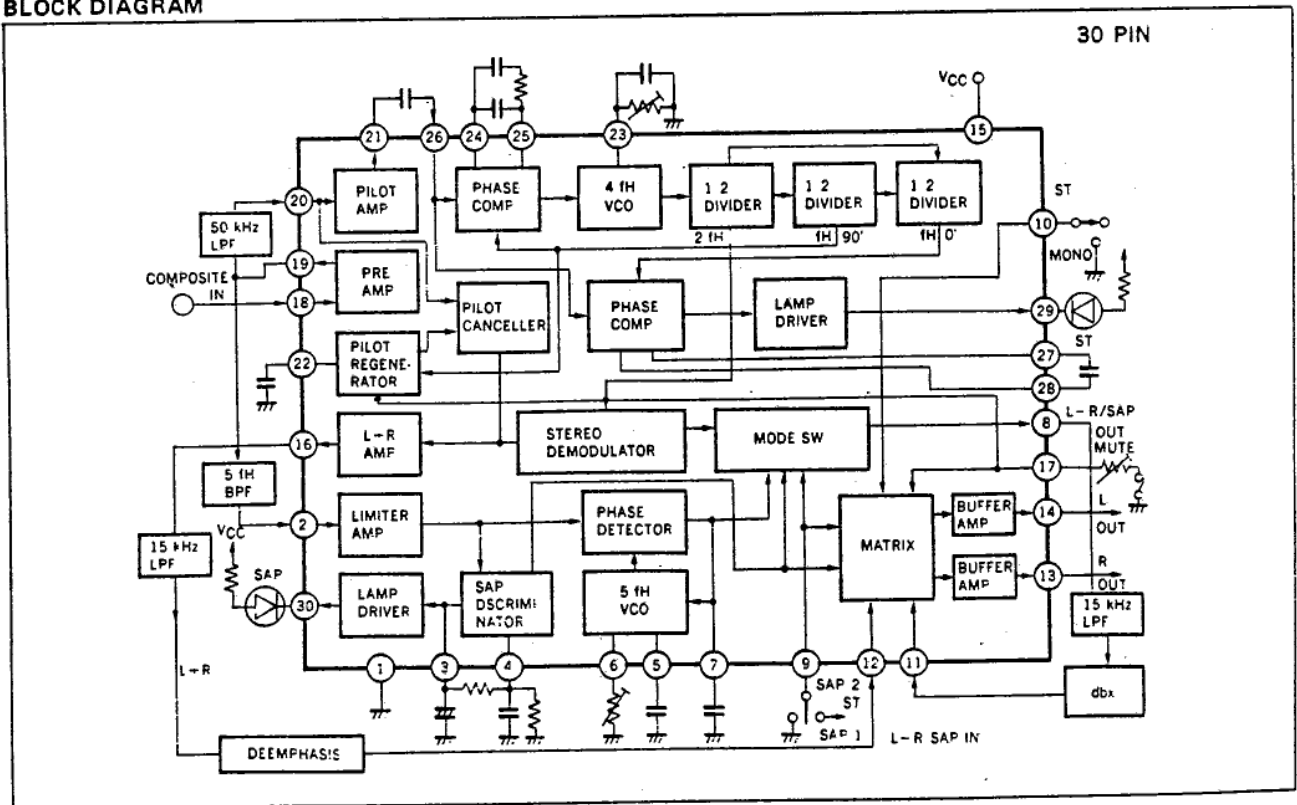 BLOCK DIAGRAM
30 PIN
VCC
21
26
24
25
23
15
20
PILOT
AMP
PHASE
COMP
4 fH
VCO
1 2
DIVIDER
1 2
DIVIDER
1 2
DIVIDER
ST
10
50 kHz
LPF
2 fH
fH 90'
fH 0'
MONO
19
COMPOSITE
IN
18
PRE
AMP
PILOT
CANCELLER
PHASE
COMP
LAMP
DRIVER
29
ST
22
PILOT
REGENE-
RATOR
27
28
16
L+R
AMP
STEREO
DEMODULATOR
MODE SW
8
L-R/SAP
OUT
MUTE
17
5 fH
BPF
2
LIMITER
AMP
PHASE
DETECTOR
MATRIX
BUFFER
AMP
14
L
OUT
VCC
15 kHz
LPF
SAP
30
LAMP
DRIVER
SAP
DSCRIMI
NATOR
5 fH
VCO
BUFFER
AMP
13
R
OUT
15 kHz
LPF
1
3
4
6
5
7
9
12
11
L+R
SAP 2
ST
SAP 1
dbx
DEEMPHASIS
L-R SAP IN